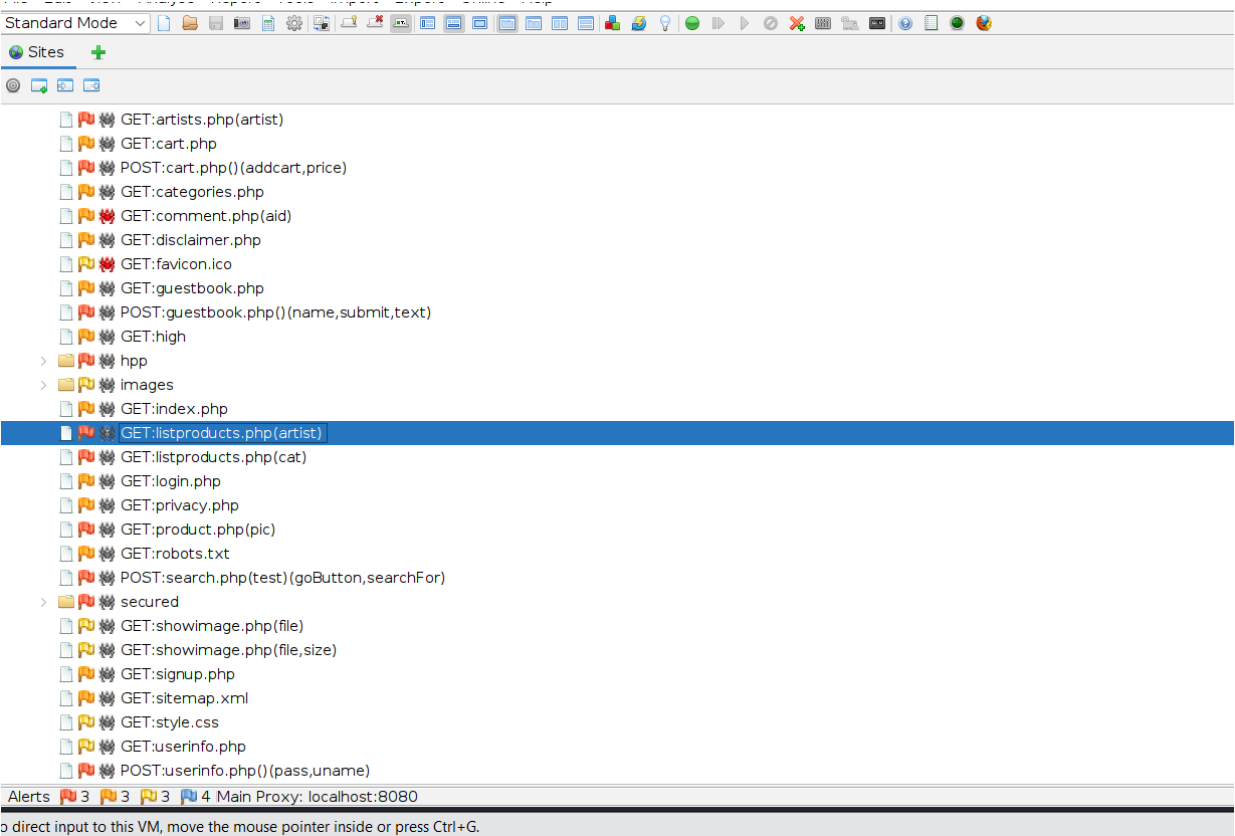 Standard Mode
Sites
GET:artists.php(artist)
GET:cart.php
POST:cart.php()(addcart,price)
GET:categories.php
GET:comment.php(aid)
GET:disclaimer.php
GET:favicon.ico
GET:guestbook.php
POST:guestbook.php()(name,submit,text)
GET:high
hpp
images
GET:index.php
GET:listproducts.php(artist)
GET:listproducts.php(cat)
GET:login.php
GET:privacy.php
GET:product.php(pic)
GET:robots.txt
POST:search.php(test)(goButton,searchFor)
secured
GET:showimage.php(file)
GET:showimage.php(file,size)
GET:signup.php
GET:sitemap.xml
GET:style.css
GET:userinfo.php
POST:userinfo.php()(pass,uname)
Alerts 3 3 3 4 Main Proxy: localhost:8080
o direct input to this VM, move the mouse pointer inside or press Ctrl+G.